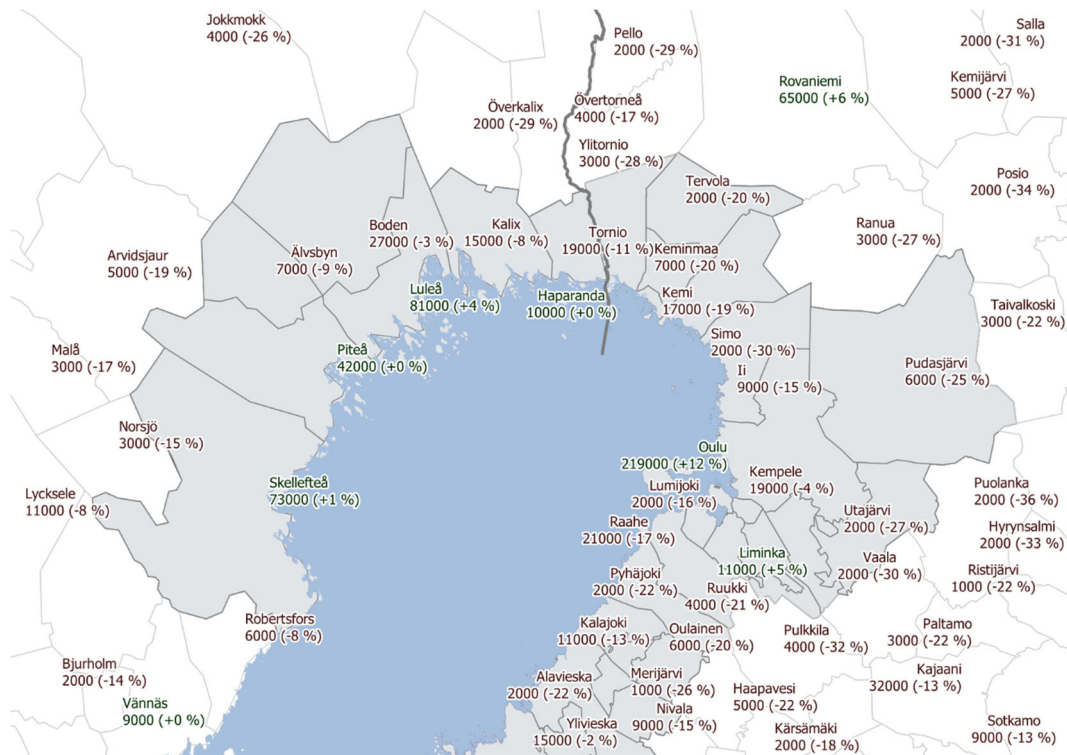 Jokkmokk
4000 (-26 %)
Pello
2000 (-29 %)
Salla
2000 (-31 %)
Rovaniemi
65000 (+6 %)
Kemijärvi
5000 (-27 %)
Överkalix
2000 (-29 %)
Övertorneå
4000 (-17 %)
Ylitornio
3000 (-28 %)
Tervola
2000 (-20 %)
Posio
2000 (-34 %)
Ranua
3000 (-27 %)
Arvidsjaur
5000 (-19 %)
Älvsbyn
7000 (-9 %)
Boden
27000 (-3 %)
Kalix
15000 (-8 %)
Tornio
19000 (-11 %)
Keminmaa
7000 (-20 %)
Luleå
81000 (+4 %)
Haparanda
10000 (+0 %)
Kemi
17000 (-19 %)
Taivalkoski
3000 (-22 %)
Malå
3000 (-17 %)
Piteå
42000 (+0 %)
Simo
2000 (-30 %)
Ii
9000 (-15 %)
Pudasjärvi
6000 (-25 %)
Norsjö
3000 (-15 %)
Oulu
219000 (+12 %)
Lycksele
11000 (-8 %)
Skellefteå
73000 (+1 %)
Lumijoki
2000 (-16 %)
Kempele
19000 (-4 %)
Puolanka
2000 (-36 %)
Raahe
21000 (-17 %)
Utajärvi
2000 (-27 %)
Hyrynsalmi
2000 (-33 %)
Liminka
11000 (+5 %)
Vaala
2000 (-30 %)
Ristijärvi
1000 (-22 %)
Pyhäjoki
2000 (-22 %)
Ruukki
4000 (-21 %)
Robertsfors
6000 (-8 %)
Kalajoki
11000 (-13 %)
Oulainen
6000 (-20 %)
Pulkkila
4000 (-32 %)
Paltamo
3000 (-22 %)
Bjurholm
2000 (-14 %)
Alavieska
2000 (-22 %)
Merijärvi
1000 (-26 %)
Kajaani
32000 (-13 %)
Vännäs
9000 (+0 %)
Haapavesi
5000 (-22 %)
Nivala
9000 (-15 %)
Ylivieska
15000 (-2 %)
Kärsämäki
2000 (-18 %)
Sotkamo
9000 (-13 %)